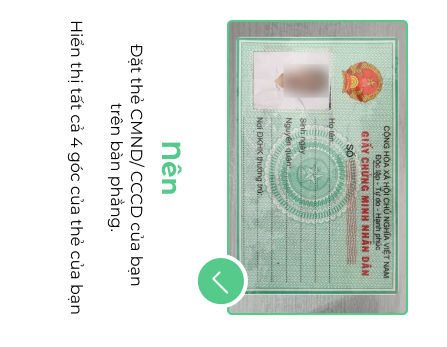 CỘNG HÒA XÃ HỘI CHỦ NGHĨA VIỆT NAM
Độc lập - Tự do - Hạnh phúc
GIẤY CHỨNG MINH NHÂN DÂN
SỐ
Họ tên
Sinh ngày
Nguyên quán
Nơi ĐKHK thường trú
nên
Đặt thẻ CMND/ CCCD của bạn
trên bàn phẳng.
Hiển thị tất cả 4 góc của thẻ của bạn